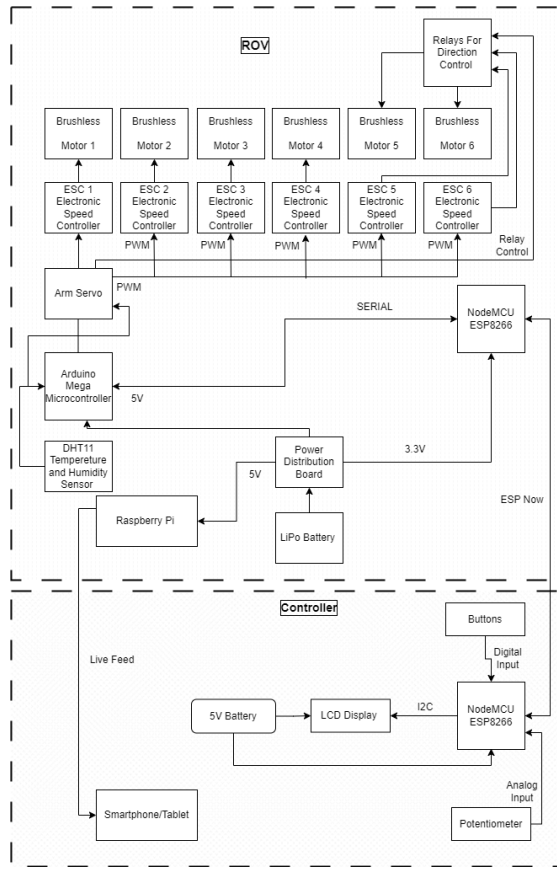 ROV
Relays For
Direction
Control
Brushless
Motor 1
Brushless
Motor 2
Brushless
Motor 3
Brushless
Motor 4
Brushless
Motor 5
Brushless
Motor 6
ESC 1
Electronic
Speed
Controller
ESC 2
Electronic
Speed
Controller
ESC 3
Electronic
Speed
Controller
ESC 4
Electronic
Speed
Controller
ESC 5
Electronic
Speed
Controller
ESC 6
Electronic
Speed
Controller
PWM
PWM
PWM
PWM
PWM
Relay
Control
Arm Servo
PWM
SERIAL
NodeMCU
ESP8266
Arduino
Mega
Microcontroller
5V
DHT11
Tempereture
and Humidity
Sensor
Power
Distribution
Board
3.3V
5V
ESP Now
Raspberry Pi
LiPo Battery
Controller
Buttons
Live Feed
Digital
Input
5V Battery
LCD Display
I2C
NodeMCU
ESP8266
Analog
Input
Smartphone/Tablet
Potentiometer